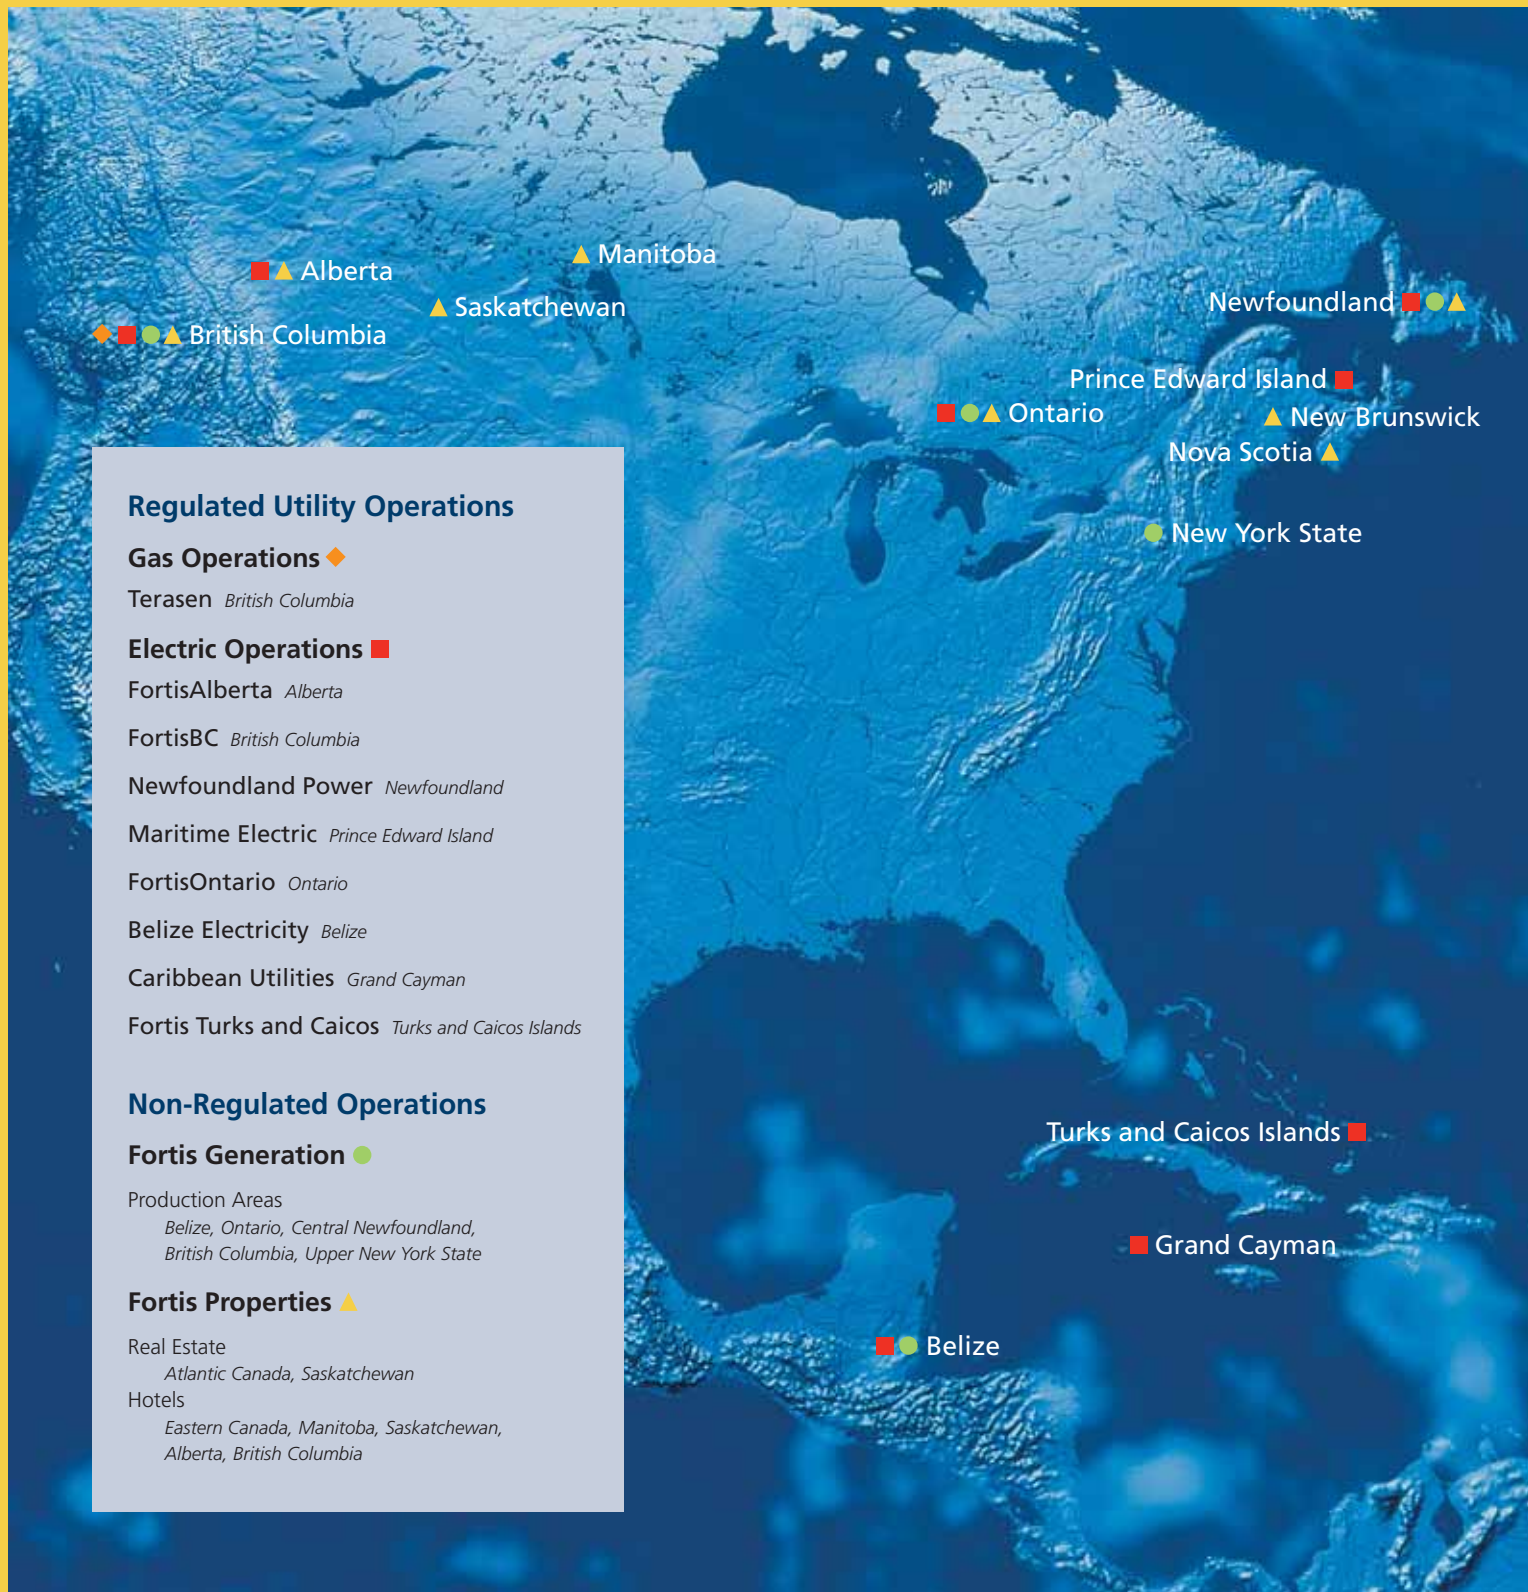 Manitoba
Alberta
Saskatchewan
Newfoundland
British Columbia
Prince Edward Island
Ontario
New Brunswick
Nova Scotia
New York State
Regulated Utility Operations
Gas Operations
Terasen British Columbia
Electric Operations
FortisAlberta Alberta
FortisBC British Columbia
Newfoundland Power Newfoundland
Maritime Electric Prince Edward Island
FortisOntario Ontario
Belize Electricity Belize
Caribbean Utilities Grand Cayman
Fortis Turks and Caicos Turks and Caicos Islands
Non-Regulated Operations
Fortis Generation
Production Areas
Belize, Ontario, Central Newfoundland,
British Columbia, Upper New York State
Fortis Properties
Real Estate
Atlantic Canada, Saskatchewan
Hotels
Eastern Canada, Manitoba, Saskatchewan,
Alberta, British Columbia
Turks and Caicos Islands
Grand Cayman
Belize